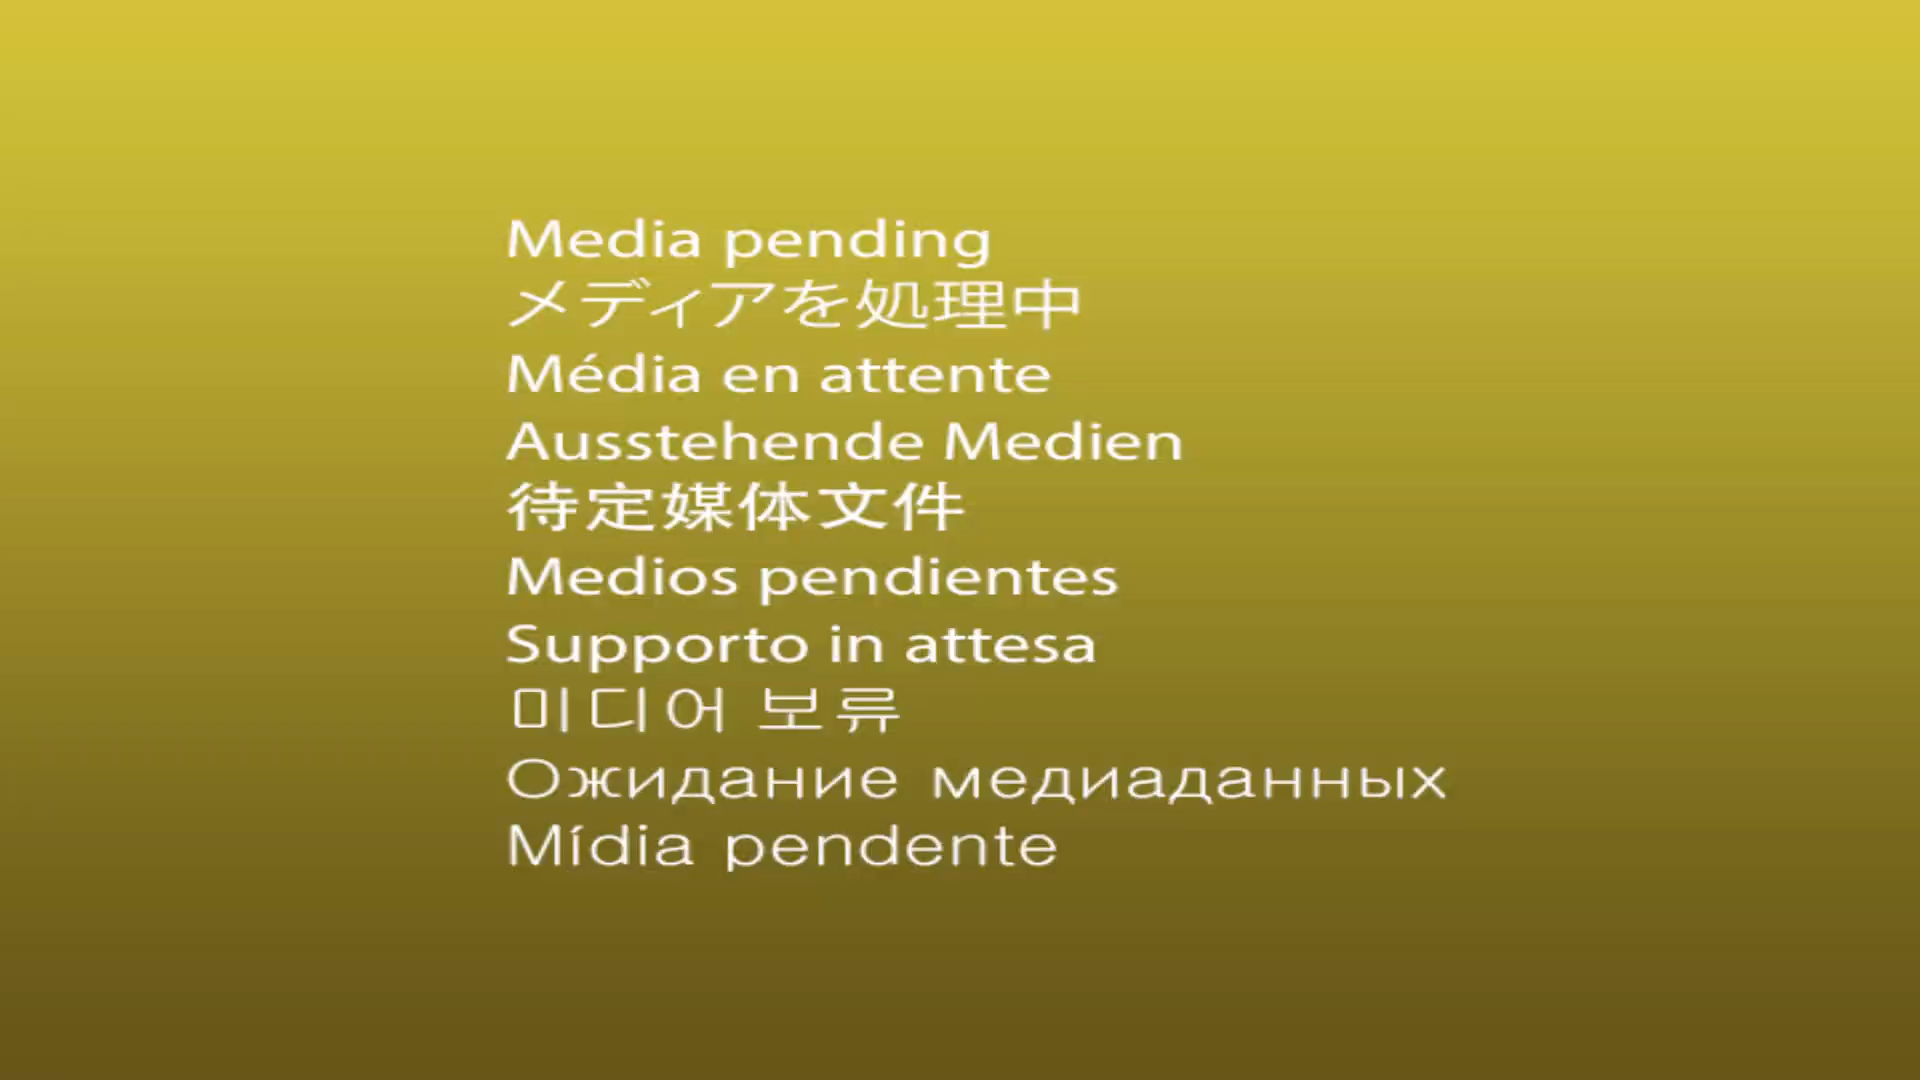 Media pending
メディアを処理中
Média en attente
Ausstehende Medien
待定媒体文件
Medios pendientes
Supporto in attesa
미디어 보류
Ожидание медиаданных
Mídia pendente